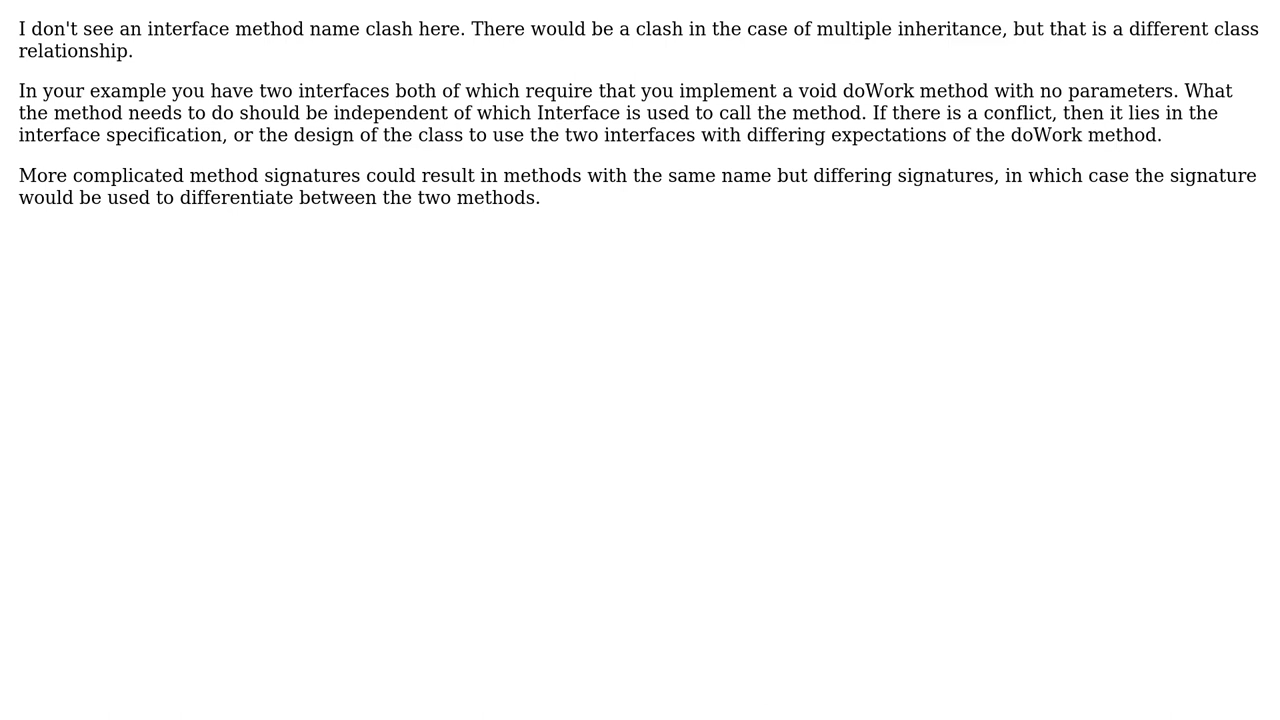 I don't see an interface method name clash here. There would be a clash in the case of multiple inheritance, but that is a different class
relationship.
In your example you have two interfaces both of which require that you implement a void doWork method with no parameters. What
the method needs to do should be independent of which Interface is used to call the method. If there is a conflict, then it lies in the
interface specification, or the design of the class to use the two interfaces with differing expectations of the doWork method.
More complicated method signatures could result in methods with the same name but differing signatures, in which case the signature
would be used to differentiate between the two methods.